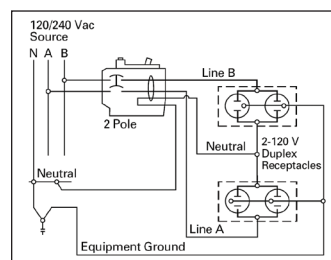 120/240 Vac
Source
N A B
2 Pole
Line B
Neutral
2-120 V
Duplex
Receptacles
Neutral
Line A
Equipment Ground